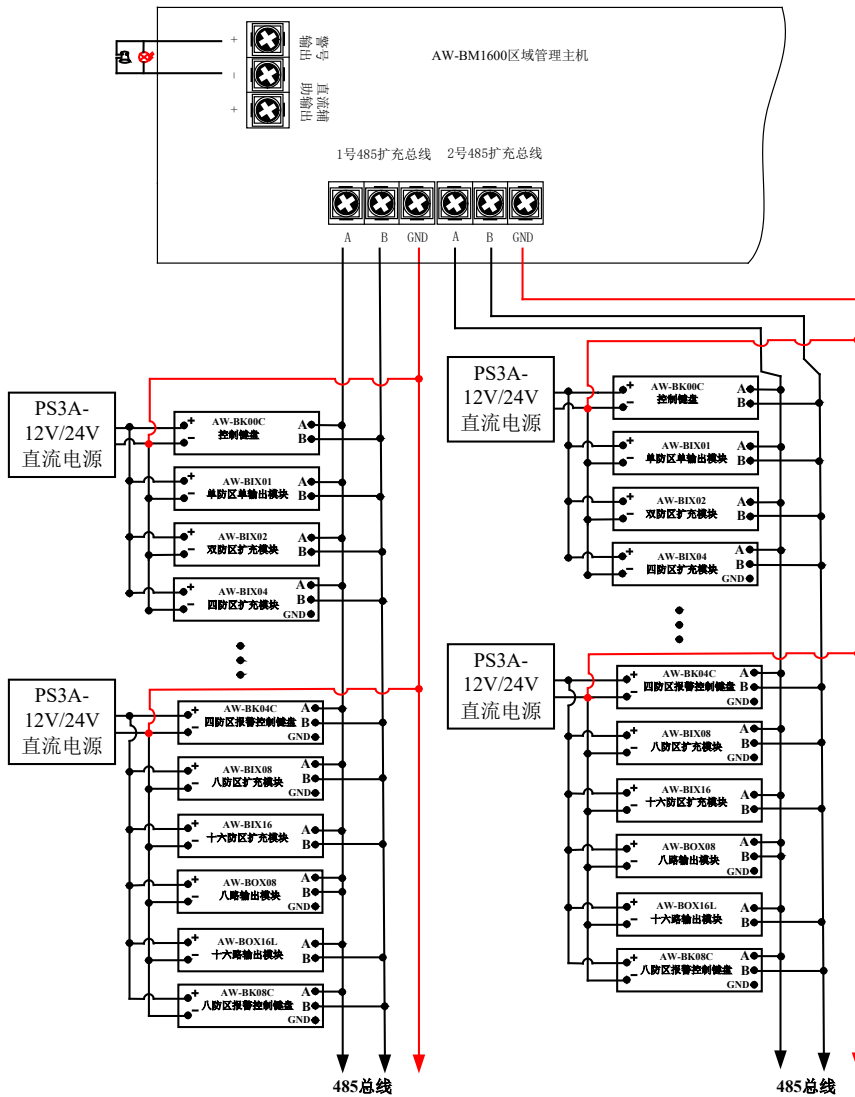 AW-BM1600区域管理主机
+
警号
输出
−
直流辅
助输出
+
1号485扩充总线
2号485扩充总线
A
B
GND
A
B
GND
PS3A-
12V/24V
直流电源
+
−
AW-BK00C
控制键盘
A
B
+
−
AW-BIX01
单防区单输出模块
A
B
+
−
AW-BIX02
双防区扩充模块
A
B
+
−
AW-BIX04
四防区扩充模块
A
B
GND
PS3A-
12V/24V
直流电源
+
−
AW-BK04C
四防区报警控制键盘
A
B
GND
+
−
AW-BIX08
八防区扩充模块
A
B
GND
+
−
AW-BIX16
十六防区扩充模块
A
B
+
−
AW-BOX08
八路输出模块
A
B
GND
+
−
AW-BOX16L
十六路输出模块
A
B
+
−
AW-BK08C
八防区报警控制键盘
A
B
GND
485总线
PS3A-
12V/24V
直流电源
+
−
AW-BK00C
控制键盘
A
B
+
−
AW-BIX01
单防区单输出模块
A
B
+
−
AW-BIX02
双防区扩充模块
A
B
+
−
AW-BIX04
四防区扩充模块
A
B
GND
PS3A-
12V/24V
直流电源
+
−
AW-BK04C
四防区报警控制键盘
A
B
GND
+
−
AW-BIX08
八防区扩充模块
A
B
GND
+
−
AW-BIX16
十六防区扩充模块
A
B
+
−
AW-BOX08
八路输出模块
A
B
GND
+
−
AW-BOX16L
十六路输出模块
A
B
+
−
AW-BK08C
八防区报警控制键盘
A
B
GND
485总线